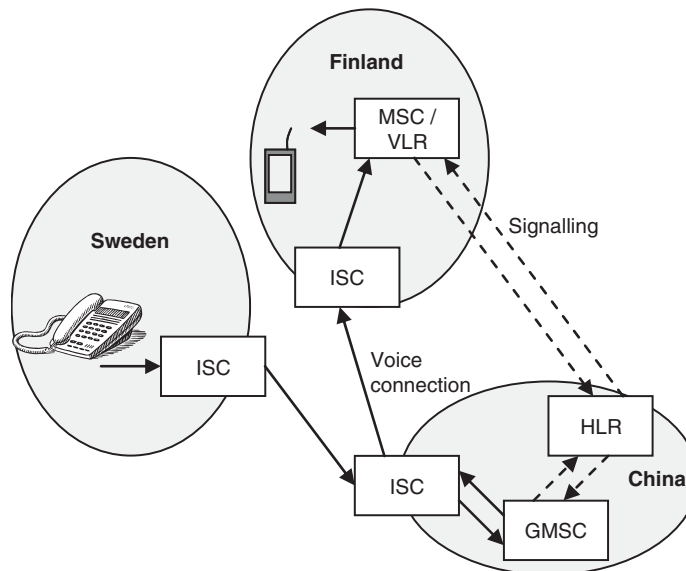 Finland
MSC /
VLR
Signalling
Sweden
ISC
ISC
Voice
connection
HLR
China
ISC
GMSC